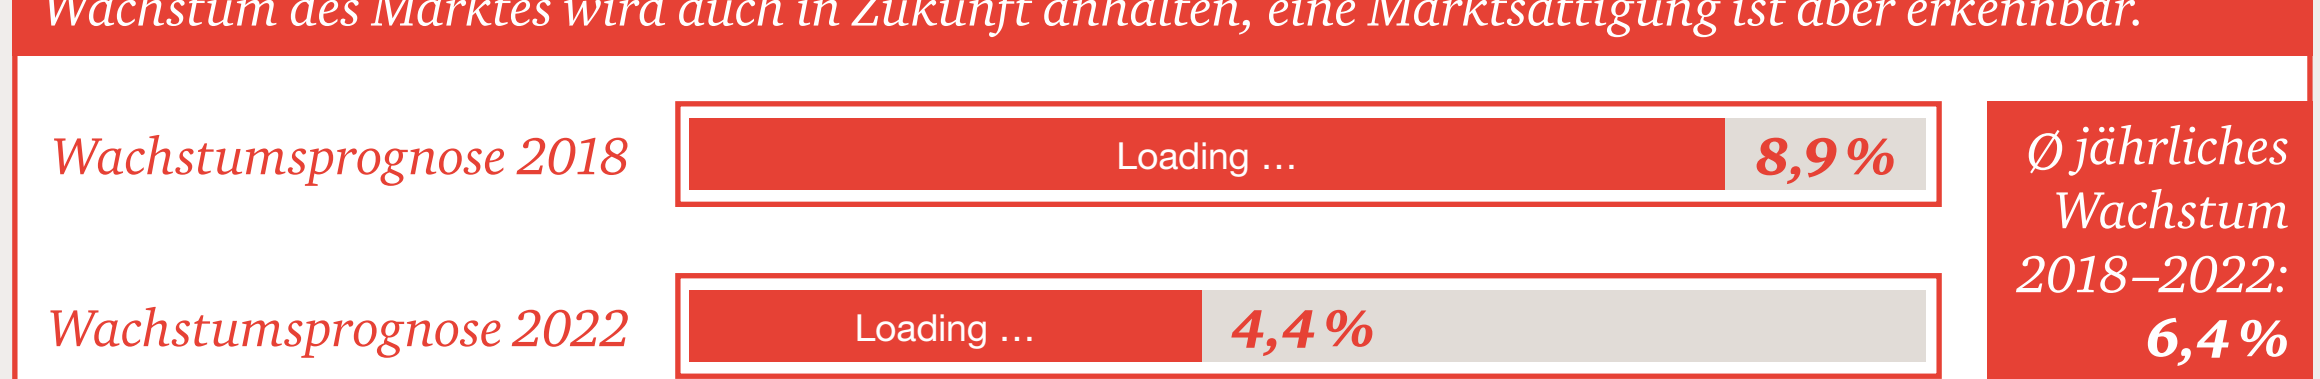 Wachstum des Marktes wird auch in Zukunft anhalten, eine Marktsättigung ist aber erkennbar.
Wachstumsprognose 2018
Loading ...
8,9 %
Wachstumsprognose 2022
Loading ...
4,4 %
Ø jährliches
Wachstum
2018–2022:
6,4 %